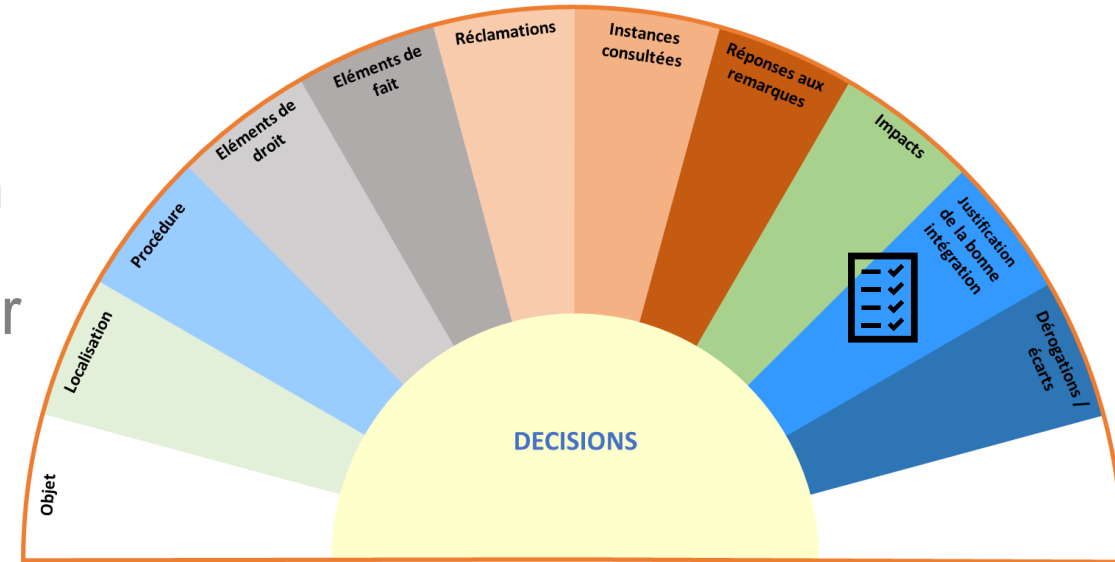 Objet
Localisation
Procédure
Eléments de
droit
Eléments de
fait
Réclamations
Instances
consultées
Réponses aux
remarques
Impacts
Justification
de la bonne
intégration
Dérogations /
écarts
DECISIONS
r